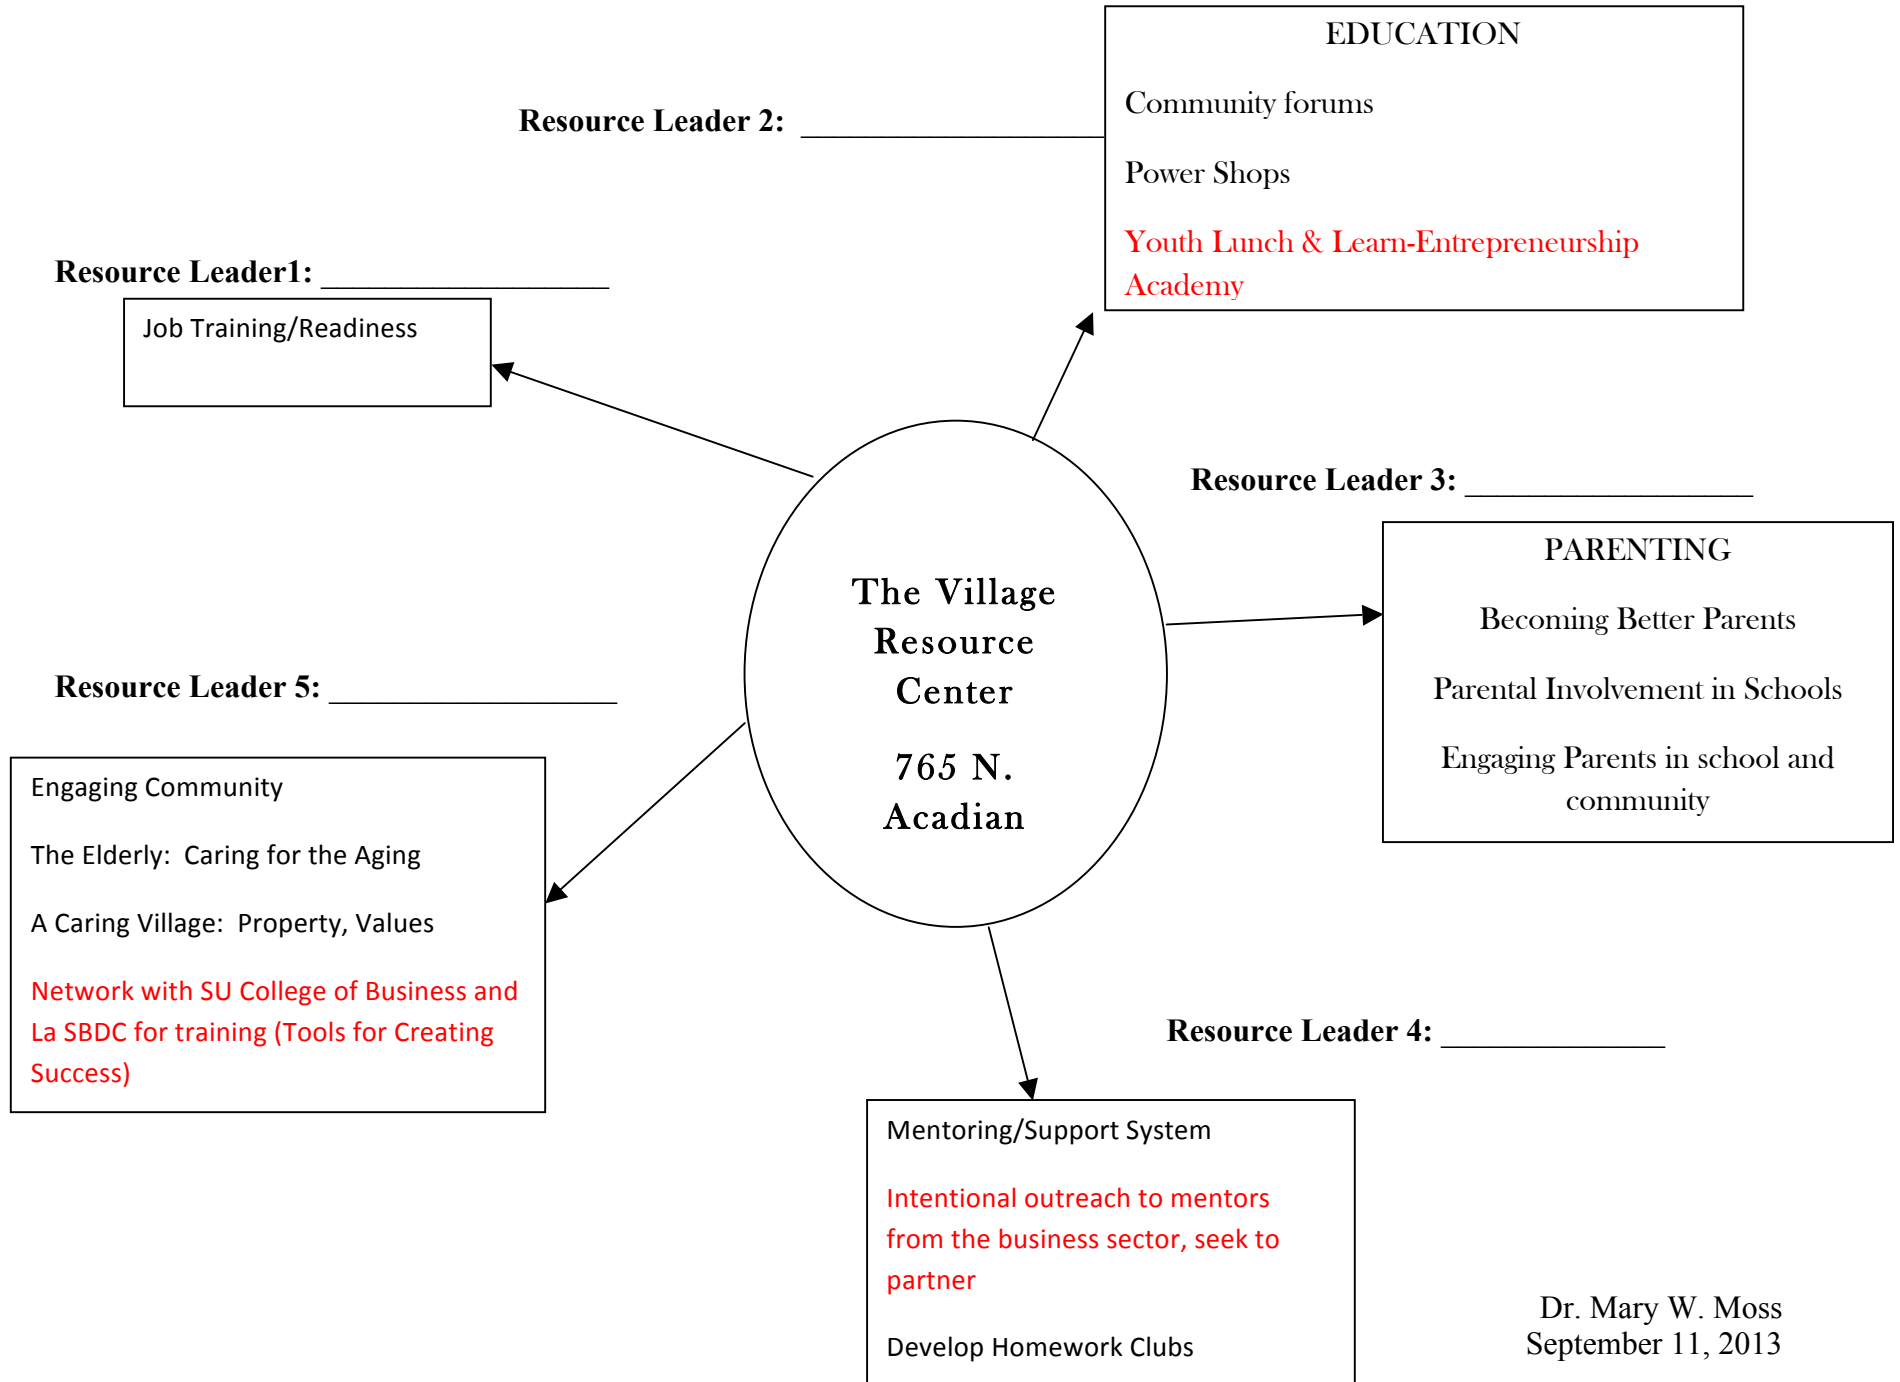 EDUCATION
Community forums
Power Shops
Youth Lunch & Learn-Entrepreneurship
Academy
Resource Leader 2: ___________________
Resource Leader1: __________________
Job Training/Readiness
Resource Leader 3: __________________
PARENTING
Becoming Better Parents
Parental Involvement in Schools
Engaging Parents in school and
community
The Village
Resource
Center
765 N.
Acadian
Resource Leader 5: __________________
Engaging Community
The Elderly:  Caring for the Aging
A Caring Village:  Property, Values
Network with SU College of Business and
La SBDC for training (Tools for Creating
Success)
Resource Leader 4: ______________
Mentoring/Support System
Intentional outreach to mentors
from the business sector, seek to
partner
Develop Homework Clubs
Dr. Mary W. Moss
September 11, 2013